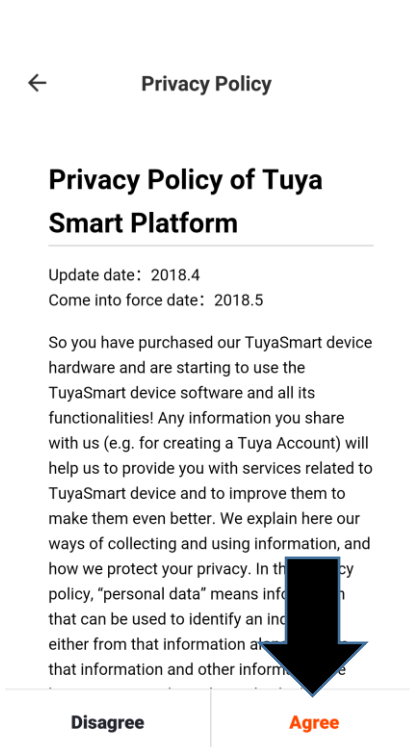 Privacy Policy
Privacy Policy of Tuya
Smart Platform
Update date：2018.4
Come into force date：2018.5
So you have purchased our TuyaSmart device
hardware and are starting to use the
TuyaSmart device software and all its
functionalities! Any information you share
with us (e.g. for creating a Tuya Account) will
help us to provide you with services related to
TuyaSmart device and to improve them to
make them even better. We explain here our
ways of collecting and using information, and
how we protect your privacy. In
policy, “personal data” means
that can be used to identify an
either from that information
that information and other
Disagree
Agree